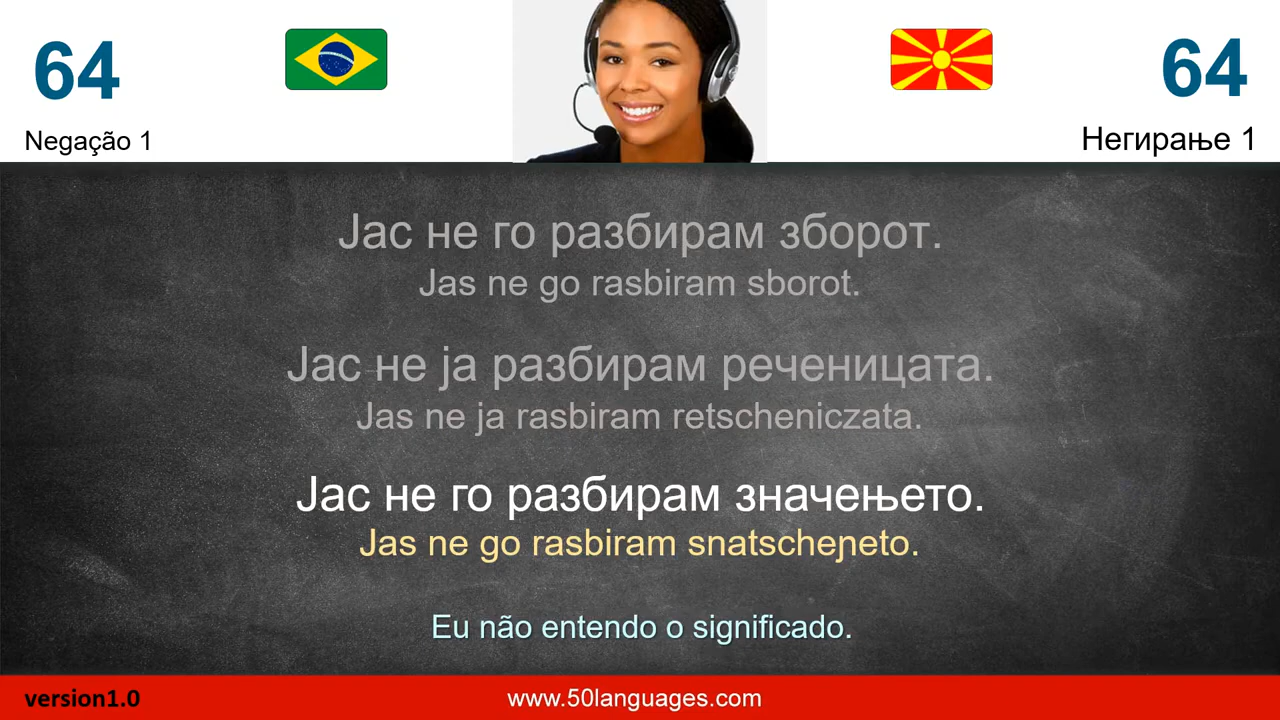 64
64
Negação 1
Негирање 1
Јас не го разбирам зборот.
Jas ne go rasbiram sborot.
Јас не ја разбирам реченицата.
Jas ne ja rasbiram retscheniczata.
Јас не го разбирам значењето.
Jas ne go rasbiram snatscheɲeto.
Eu não entendo o significado.
version1.0
www.50languages.com